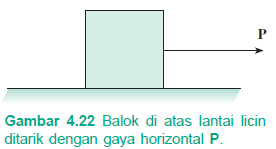 P
Gambar 4.22 Balok di atas lantai licin
ditarik dengan gaya horizontal P.